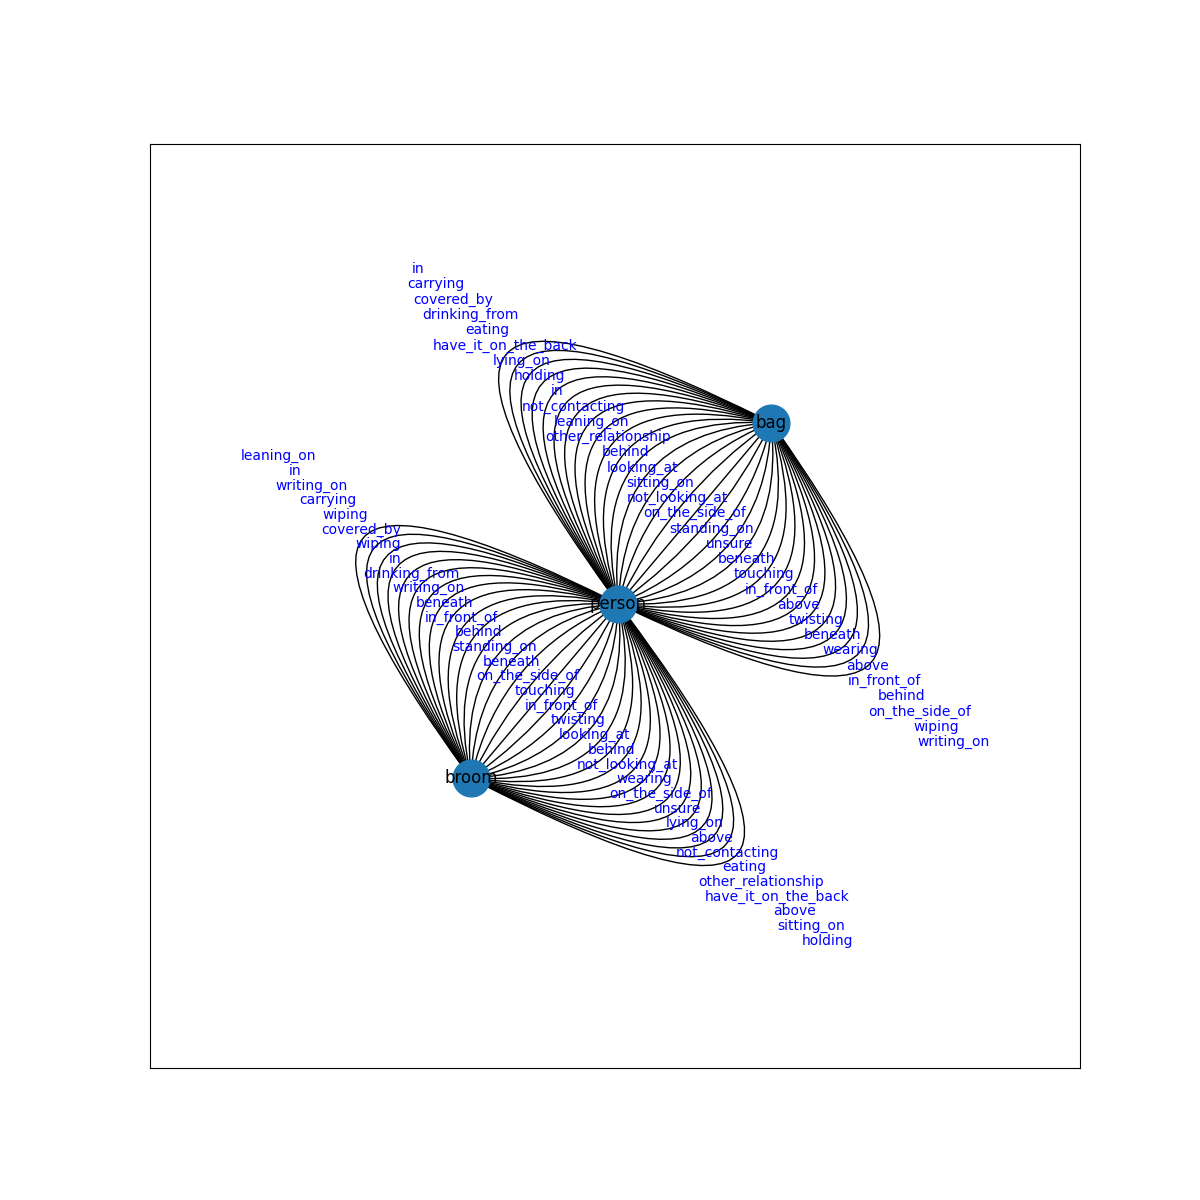 in
carrying
covered_by
drinking_from
eating
have_it_on_the_back
lying_on
holding
in
not_contacting
leaning_on
other_relationship
behind
looking_at
sitting_on
not_looking_at
on_the_side_of
standing_on
unsure
beneath
touching
in_front_of
above
twisting
beneath
wearing
above
in_front_of
behind
on_the_side_of
wiping
writing_on
bag
person
leaning_on
in
writing_on
carrying
wiping
covered_by
wiping
in
drinking_from
writing_on
beneath
in_front_of
behind
standing_on
beneath
on_the_side_of
touching
in_front_of
twisting
looking_at
behind
not_looking_at
wearing
on_the_side_of
unsure
lying_on
above
not_contacting
eating
other_relationship
have_it_on_the_back
above
sitting_on
holding
broom